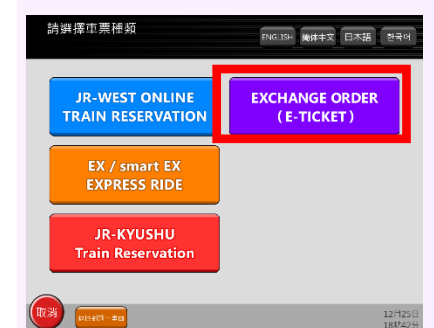 請選擇車票種類
ENGLISH 簡体中文 日本語 한국어
JR-WEST ONLINE
TRAIN RESERVATION
EXCHANGE ORDER
( E-TICKET )
EX / smart EX
EXPRESS RIDE
JR-KYUSHU
Train Reservation
取消
12月25日
18時42分